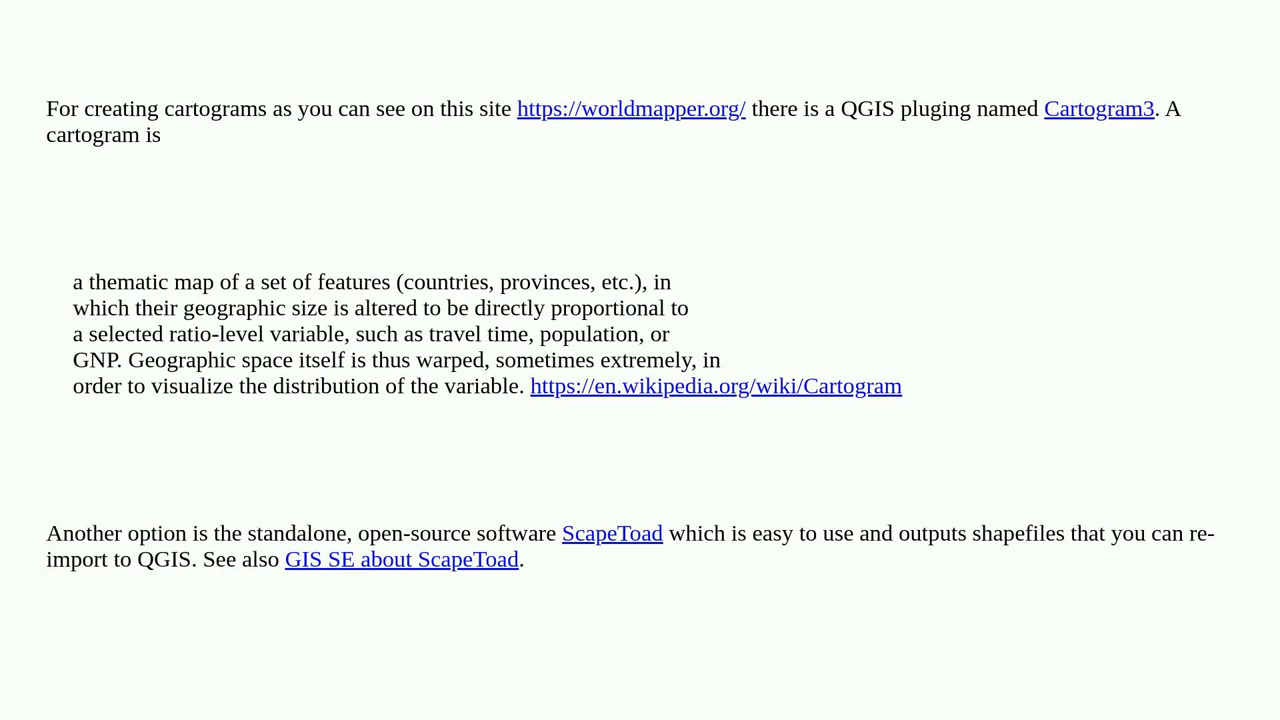 For creating cartograms as you can see on this site https://worldmapper.org/ there is a QGIS pluging named Cartogram3. A
cartogram is
a thematic map of a set of features (countries, provinces, etc.), in
which their geographic size is altered to be directly proportional to
a selected ratio-level variable, such as travel time, population, or
GNP. Geographic space itself is thus warped, sometimes extremely, in
order to visualize the distribution of the variable. https://en.wikipedia.org/wiki/Cartogram
Another option is the standalone, open-source software ScapeToad which is easy to use and outputs shapefiles that you can re-
import to QGIS. See also GIS SE about ScapeToad.